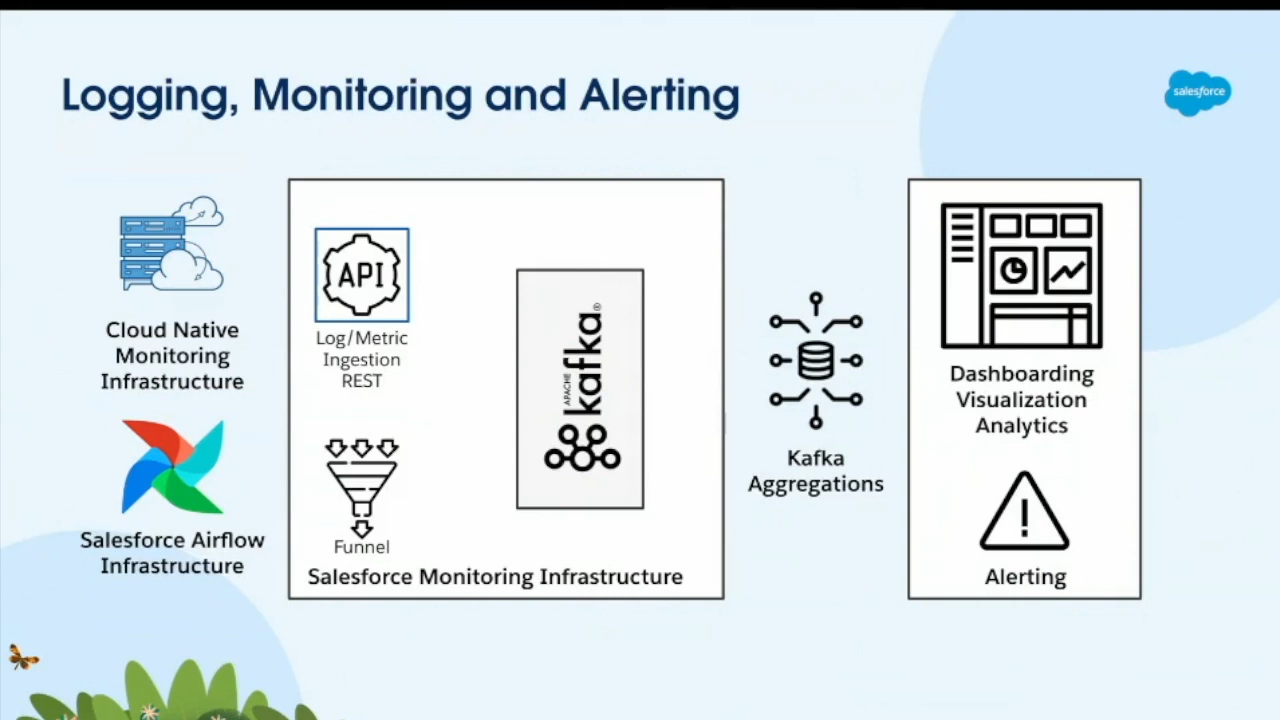 Logging, Monitoring and Alerting
salesforce
Cloud Native
Monitoring
Infrastructure
Salesforce Airflow
Infrastructure
API
Log/Metric
Ingestion
REST
Funnel
APACHE
kafka®
Salesforce Monitoring Infrastructure
Kafka
Aggregations
Dashboarding
Visualization
Analytics
!
Alerting